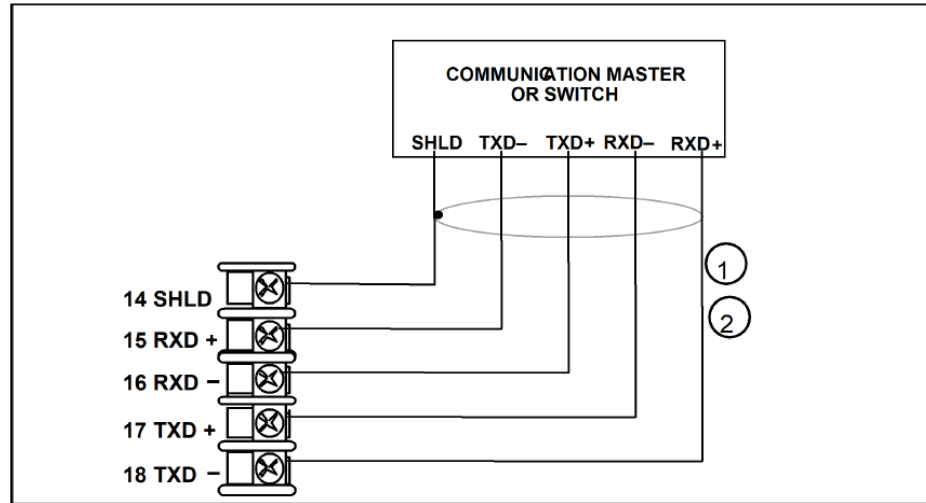 COMMUNICATION MASTER
OR SWITCH
SHLD TXD– TXD+ RXD– RXD+
1
2
14 SHLD
15 RXD +
16 RXD –
17 TXD +
18 TXD –